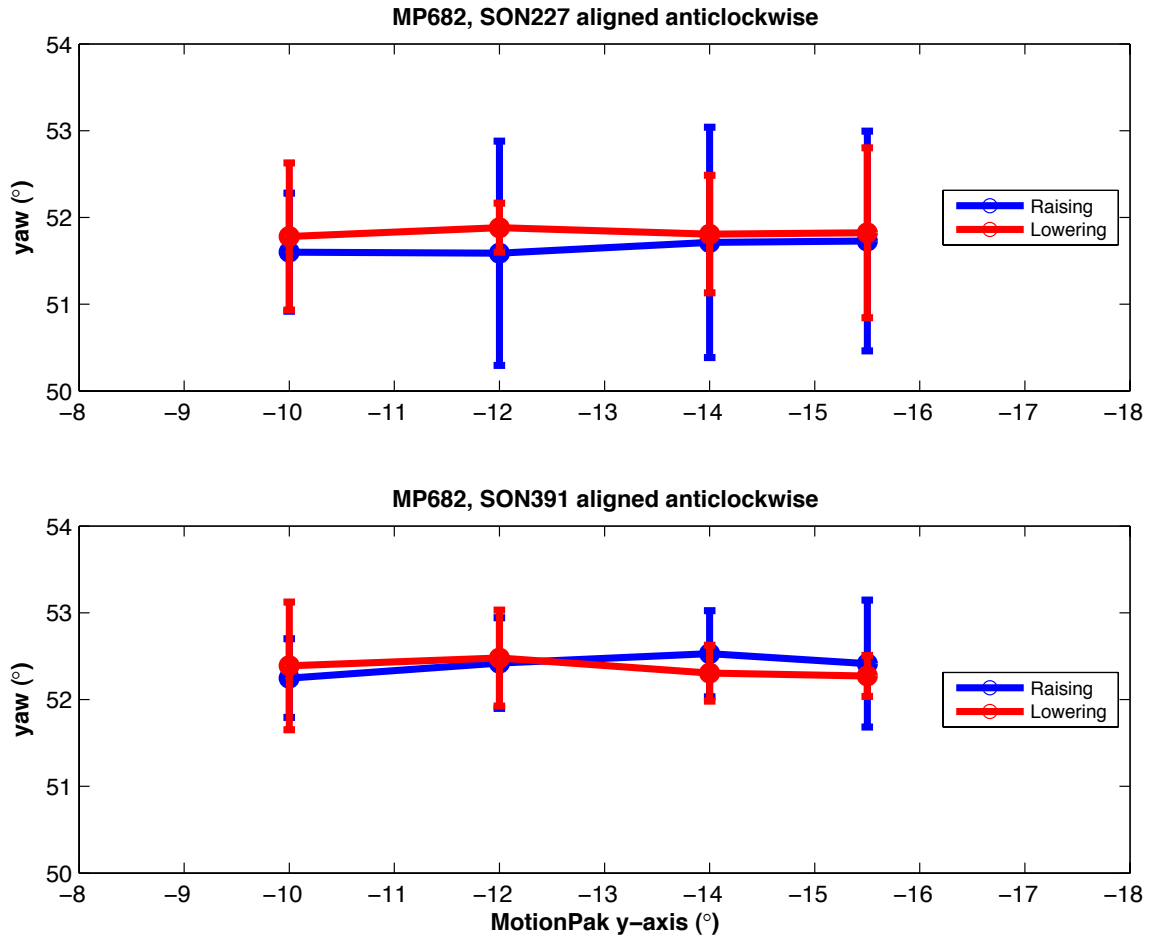 MP682, SON227 aligned anticlockwise
54
53
52
51
50
yaw (°)
Raising
Lowering
−8 −9 −10 −11 −12 −13 −14 −15 −16 −17 −18
MP682, SON391 aligned anticlockwise
54
53
52
51
50
yaw (°)
Raising
Lowering
−8 −9 −10 −11 −12 −13 −14 −15 −16 −17 −18
MotionPak y−axis (°)